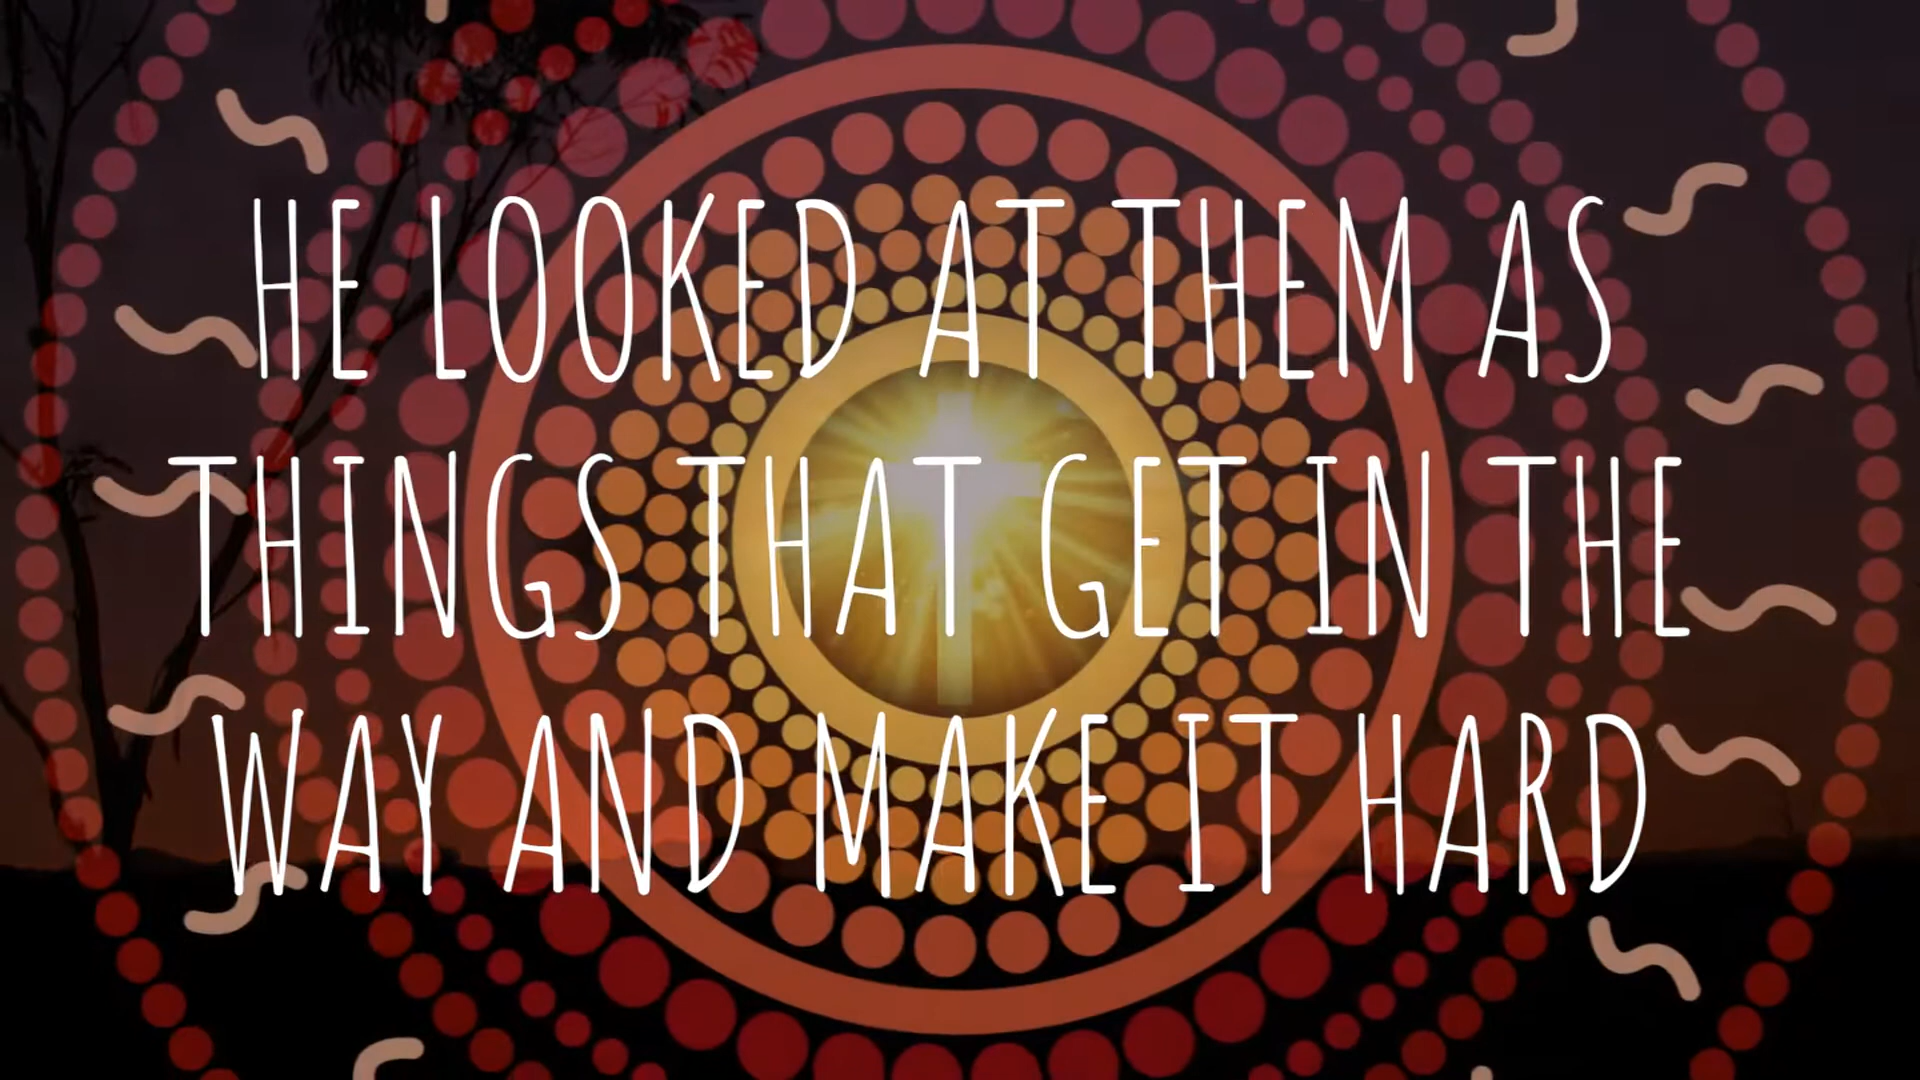 HE LOOKED AT THEM AS
THINGS THAT GET IN THE
WAY AND MAKE IT HARD